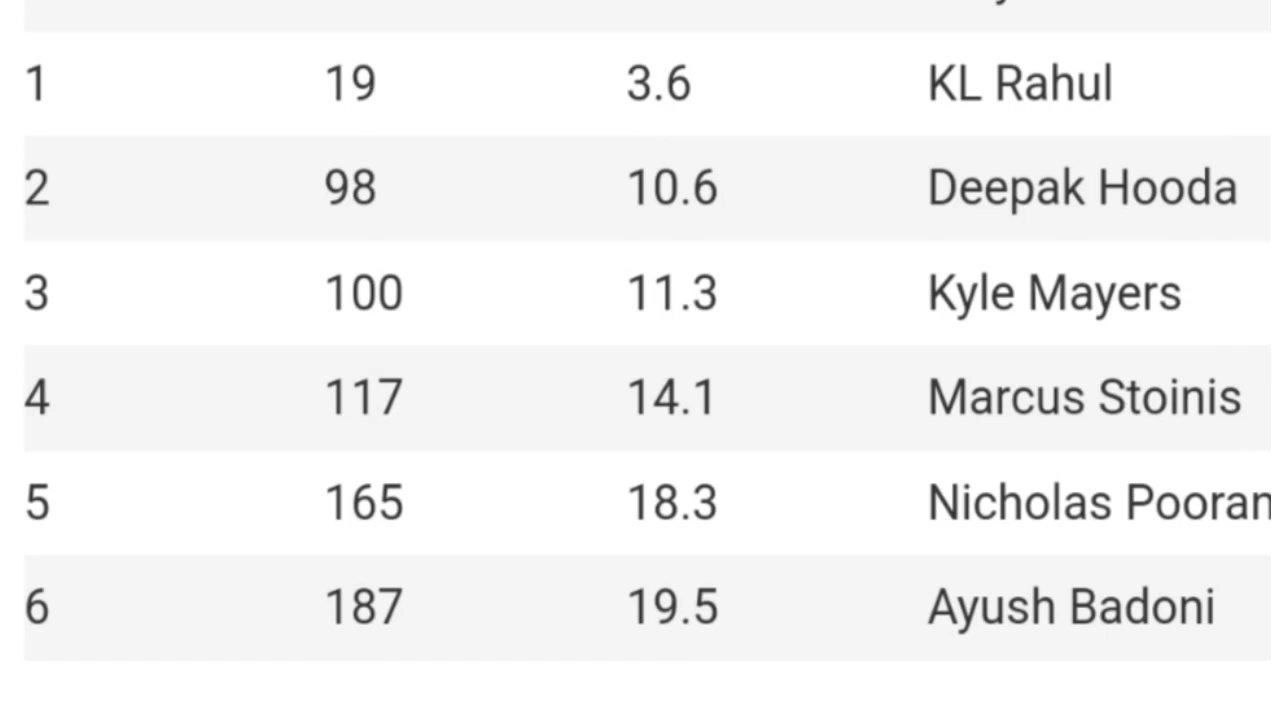 1 19 3.6 KL Rahul
2 98 10.6 Deepak Hooda
3 100 11.3 Kyle Mayers
4 117 14.1 Marcus Stoinis
5 165 18.3 Nicholas Pooran
6 187 19.5 Ayush Badoni